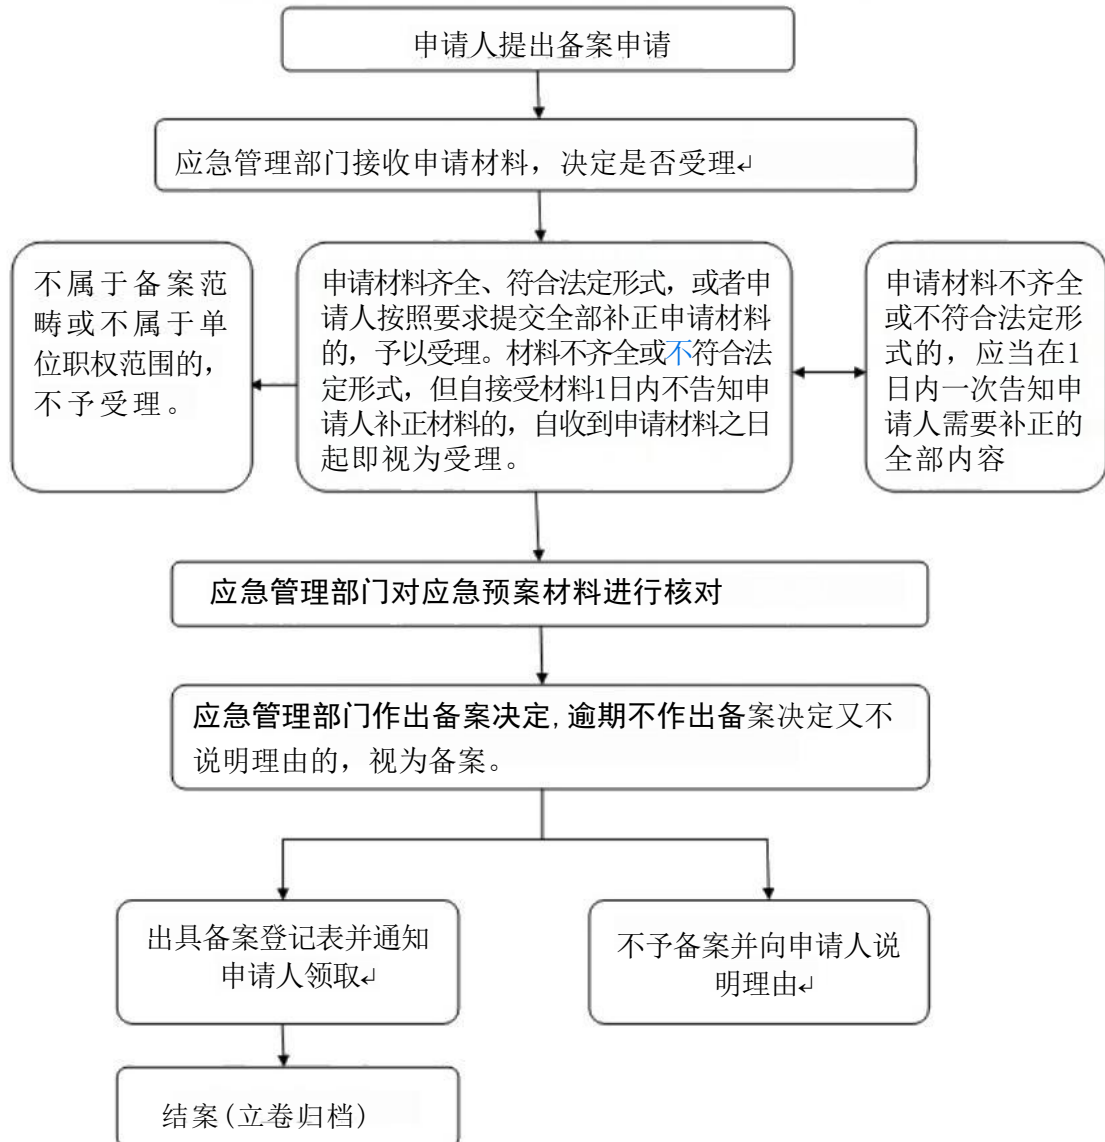 申请人提出备案申请
应急管理部门接收申请材料，决定是否受理↲
不属于备案范
畴或不属于单
位职权范围的，
不予受理。
申请材料齐全、符合法定形式，或者申
请人按照要求提交全部补正申请材料
的，予以受理。材料不齐全或不符合法
定形式，但自接受材料1日内不告知申
请人补正材料的，自收到申请材料之日
起即视为受理。
申请材料不齐全
或不符合法定形
式的，应当在1
日内一次告知申
请人需要补正的
全部内容
应急管理部门对应急预案材料进行核对
应急管理部门作出备案决定,逾期不作出备案决定又不
说明理由的，视为备案。
出具备案登记表并通知
申请人领取↲
不予备案并向申请人说
明理由↲
结案(立卷归档)